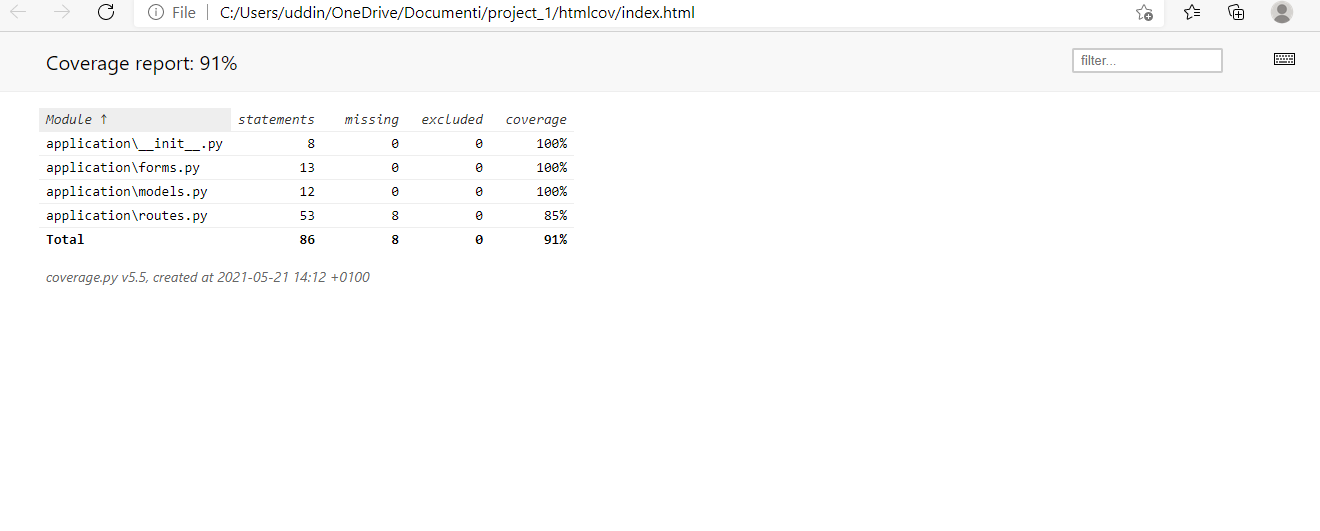 File C:/Users/uddin/OneDrive/Documenti/project_1/htmlcov/index.html
Coverage report: 91% filter...
Module ↑ statements missing excluded coverage
application\__init__.py 8 0 0 100%
application\forms.py 13 0 0 100%
application\models.py 12 0 0 100%
application\routes.py 53 8 0 85%
Total 86 8 0 91%
coverage.py v5.5, created at 2021-05-21 14:12 +0100